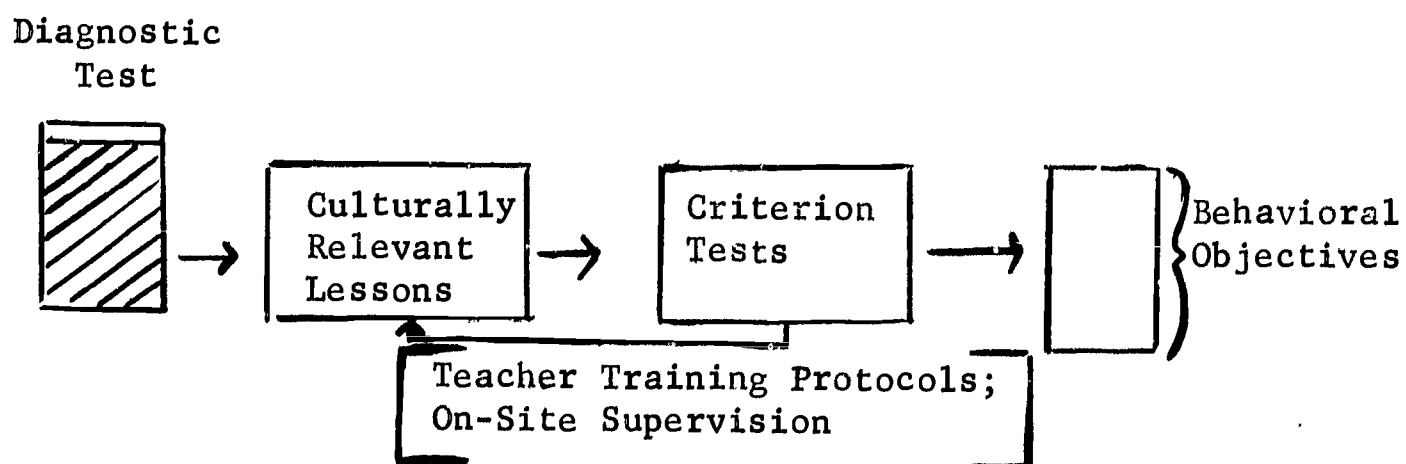 Diagnostic
Test
Culturally
Relevant
Lessons
Criterion
Tests
Behavioral
Objectives
Teacher Training Protocols;
On-Site Supervision